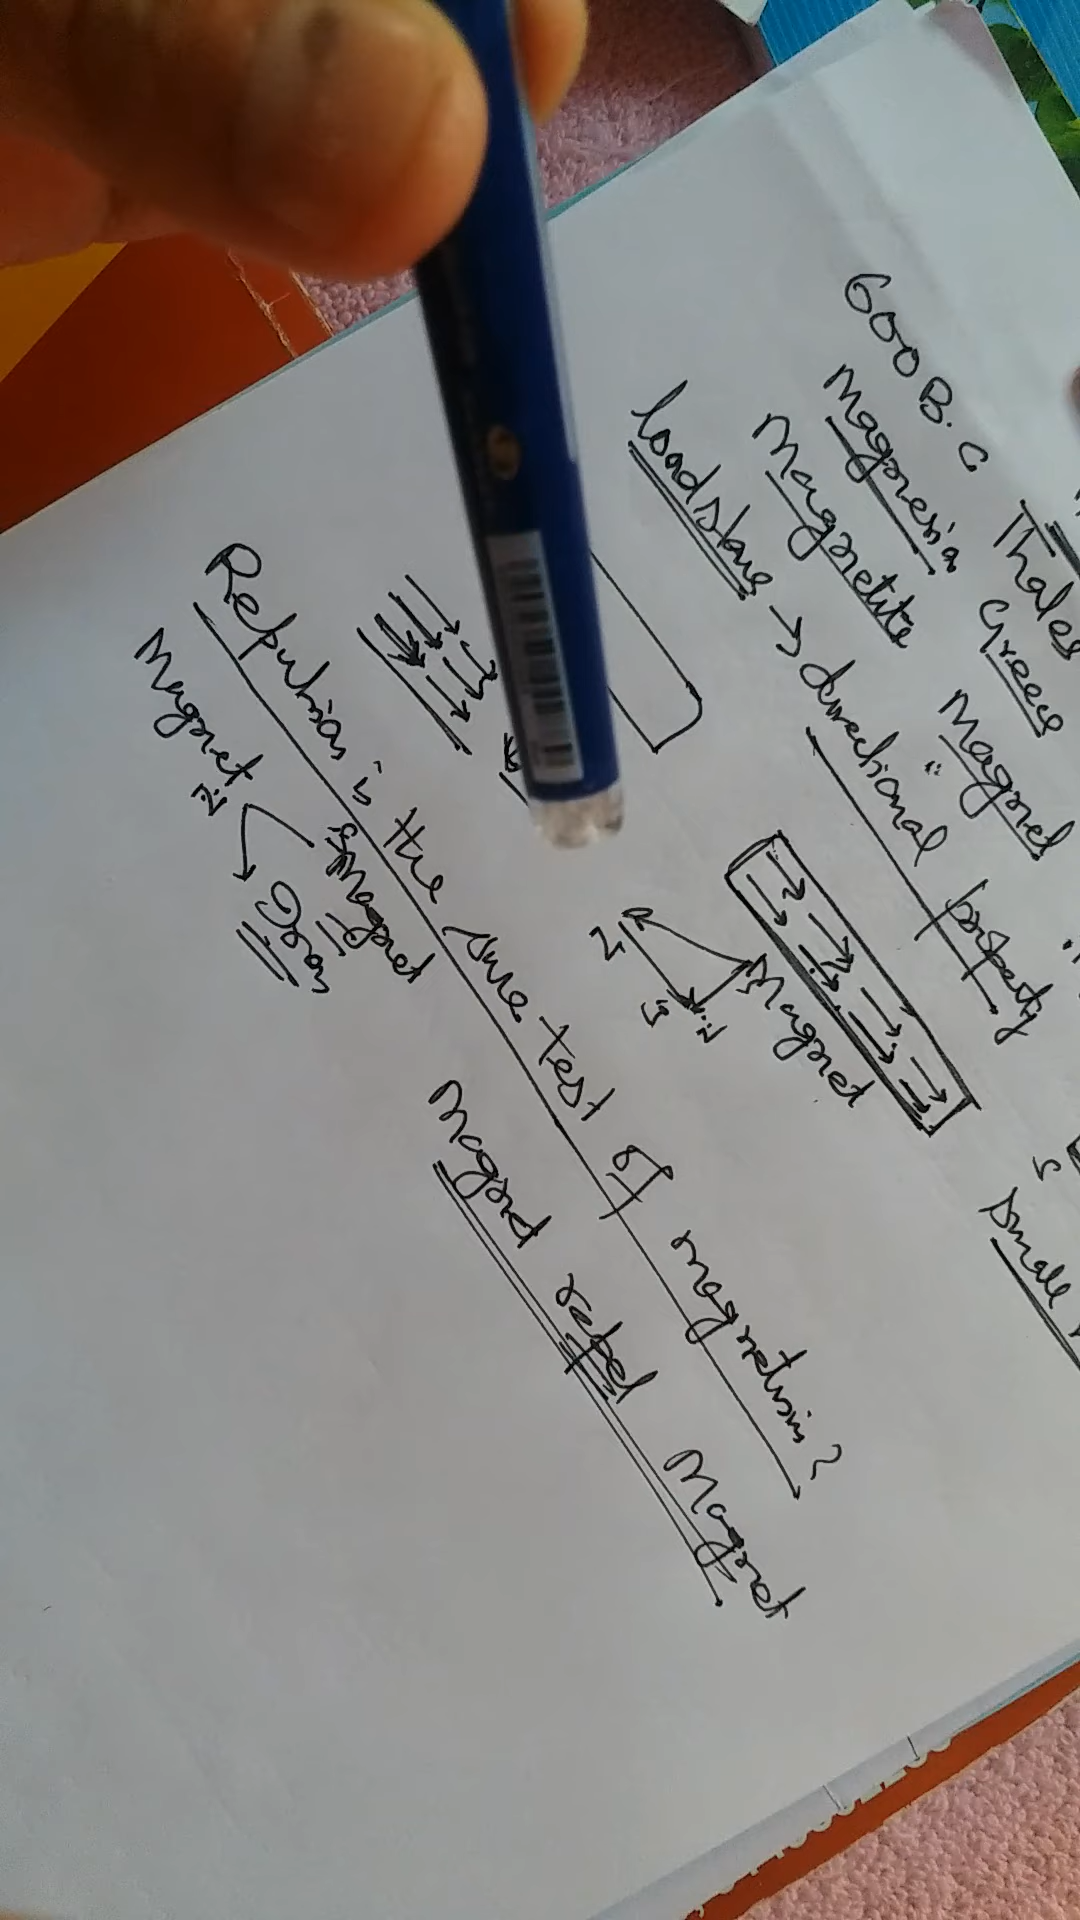 600 B.C Thales
Greece
Magnesia
Magnet
Magnetite
loadstone → directional property
Magnet
N
S
N
S
S
Small
Repulsion is the sure test of magnetism?
Magnet
Magnet
N
S
Iron
Magnet repel Magnet